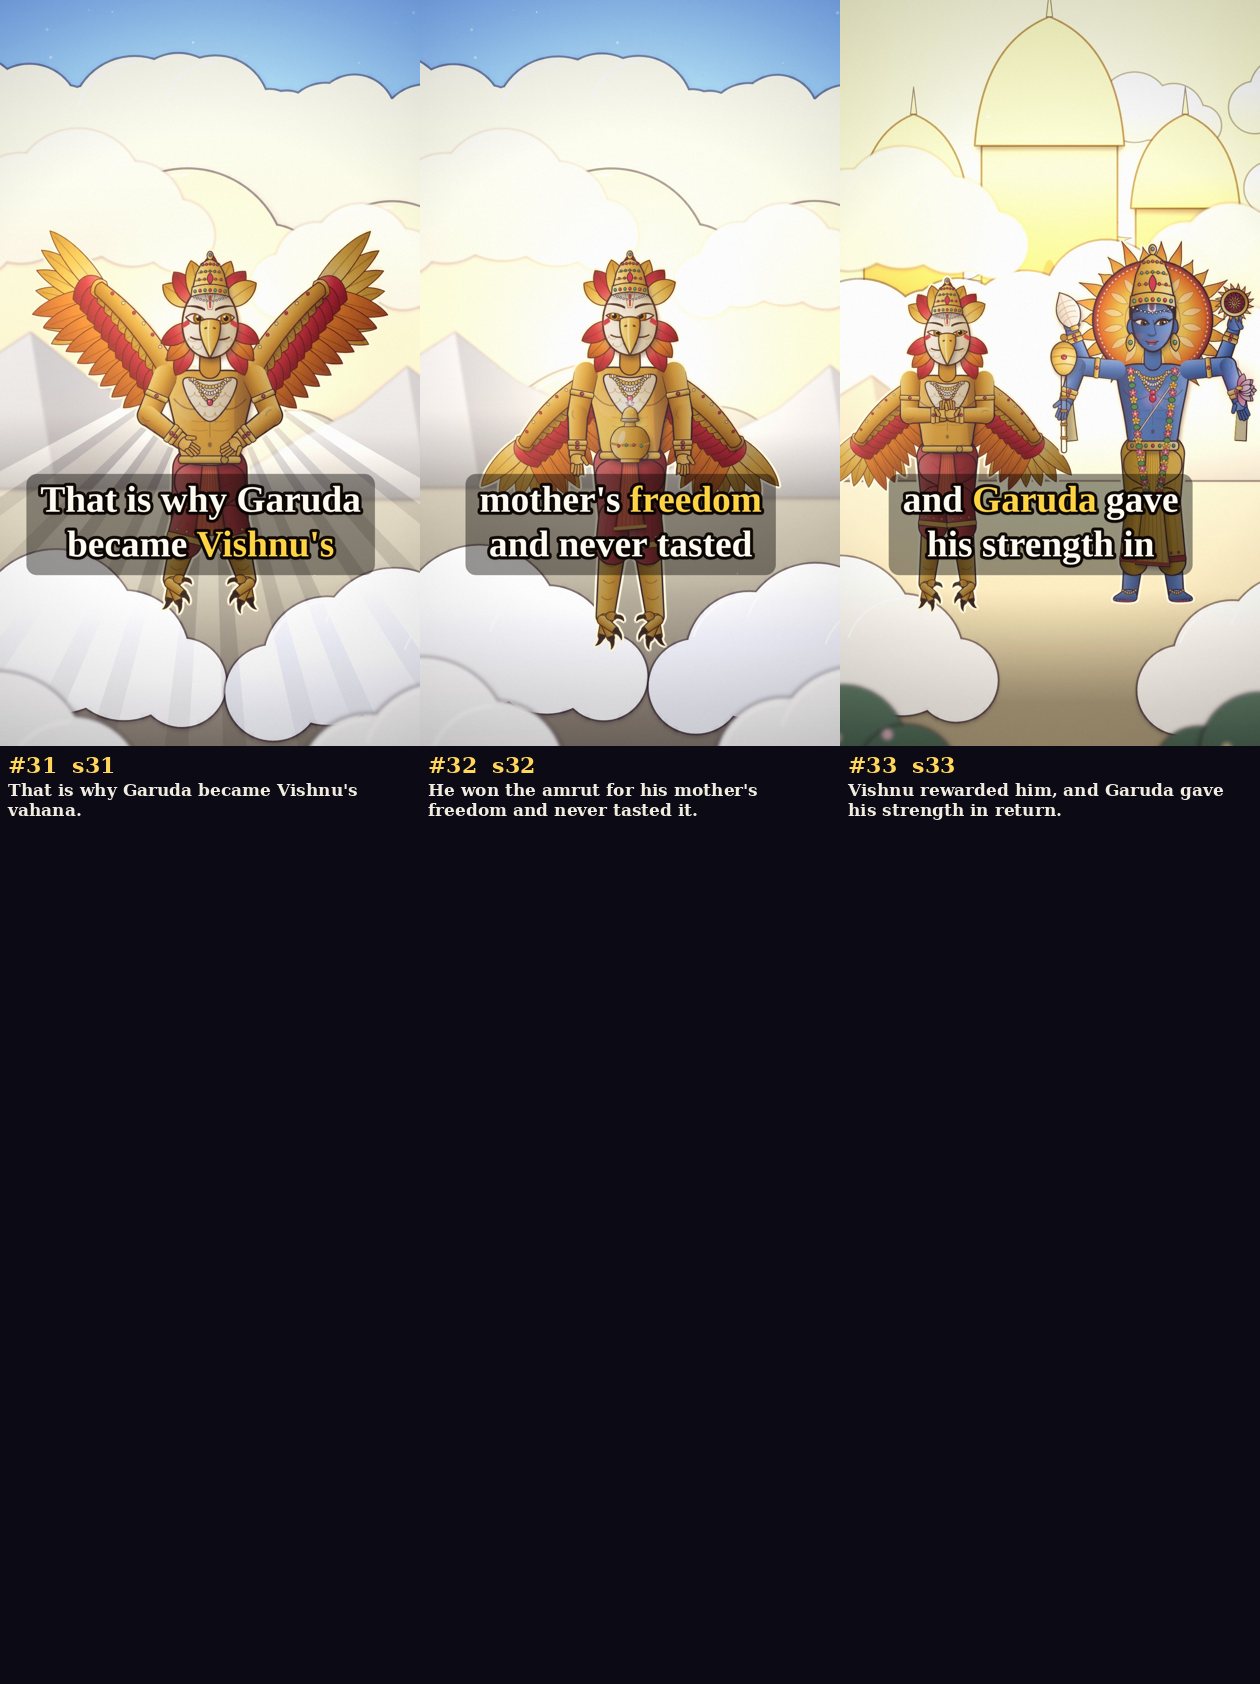 That is why Garuda
became Vishnu's
#31 s31
That is why Garuda became Vishnu's
vahana.
mother's freedom
and never tasted
#32 s32
He won the amrut for his mother's
freedom and never tasted it.
and Garuda gave
his strength in
#33 s33
Vishnu rewarded him, and Garuda gave
his strength in return.